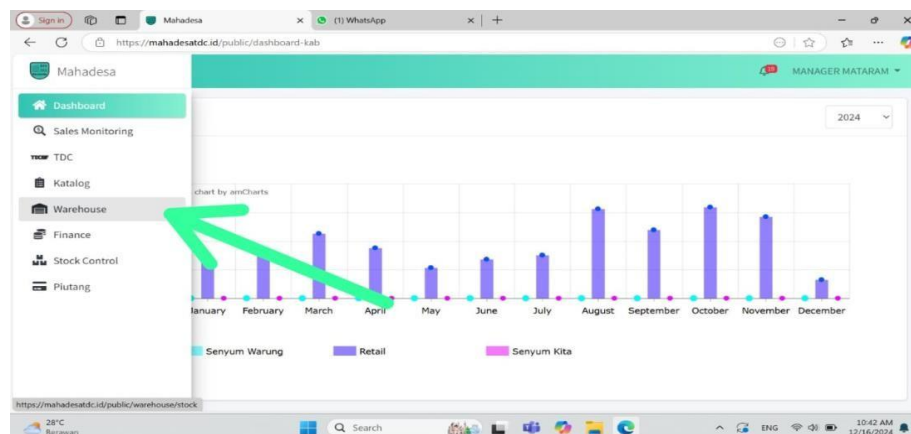 Sign in
Mahadesa
(1) WhatsApp
https://mahadesatdc.id/public/dashboard-kab
Mahadesa
MANAGER MATARAM
Dashboard
2024
Sales Monitoring
TDC
chart by amCharts
Katalog
Warehouse
Finance
Stock Control
Piutang
January February March April May June July August September October November December
Senyum Warung Retail Senyum Kita
https://mahadesatdc.id/public/warehouse/stock
28°C
Berawan
Search
ENG
10:42 AM
12/16/2024